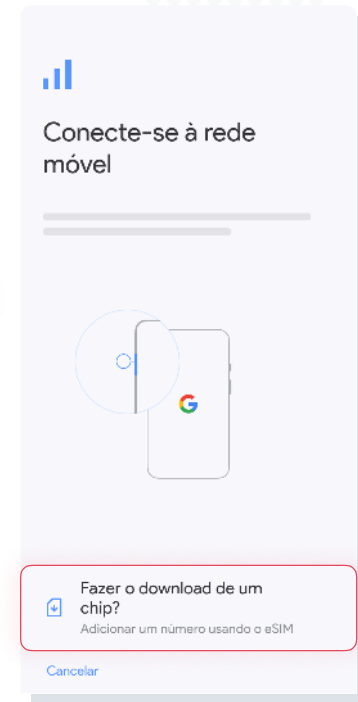 Conecte-se à rede
móvel
G
Fazer o download de um
chip?
Adicionar um número usando o eSIM
Cancelar